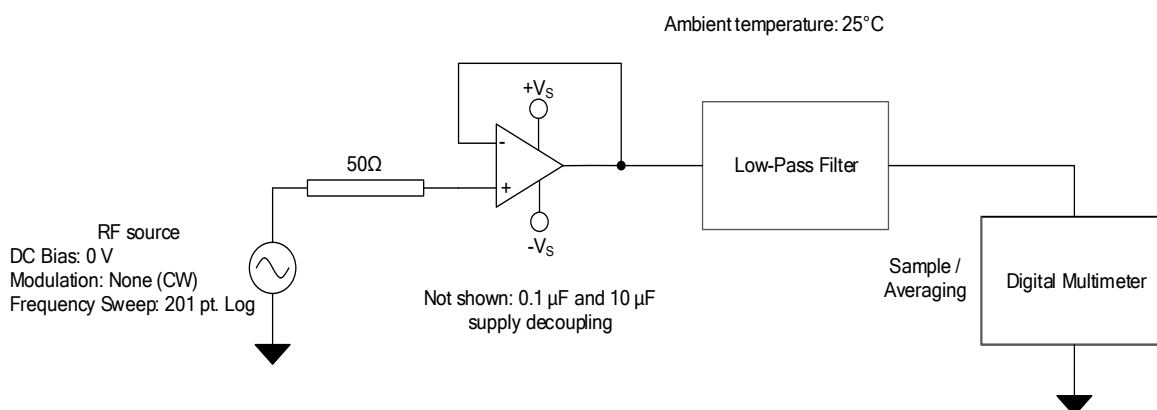 Ambient temperature: 25°C
+VS
50Ω
-
+
Low-Pass Filter
-VS
RF source
DC Bias: 0 V
Modulation: None (CW)
Frequency Sweep: 201 pt. Log
Not shown: 0.1 µF and 10 µF
supply decoupling
Sample /
Averaging
Digital Multimeter